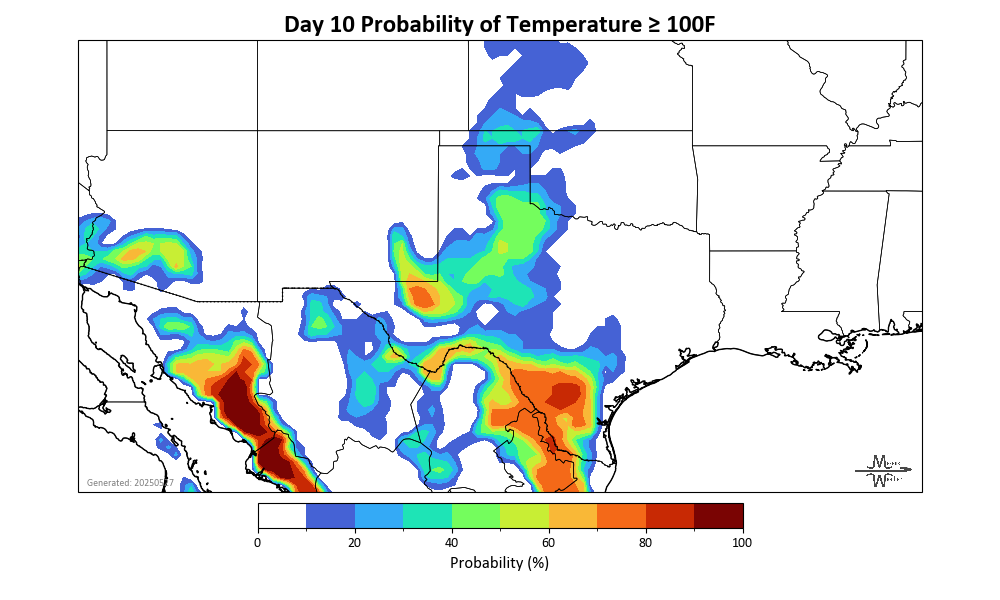 Day 10 Probability of Temperature ≥ 100F
Generated: 20250527
0 20 40 60 80 100
Probability (%)